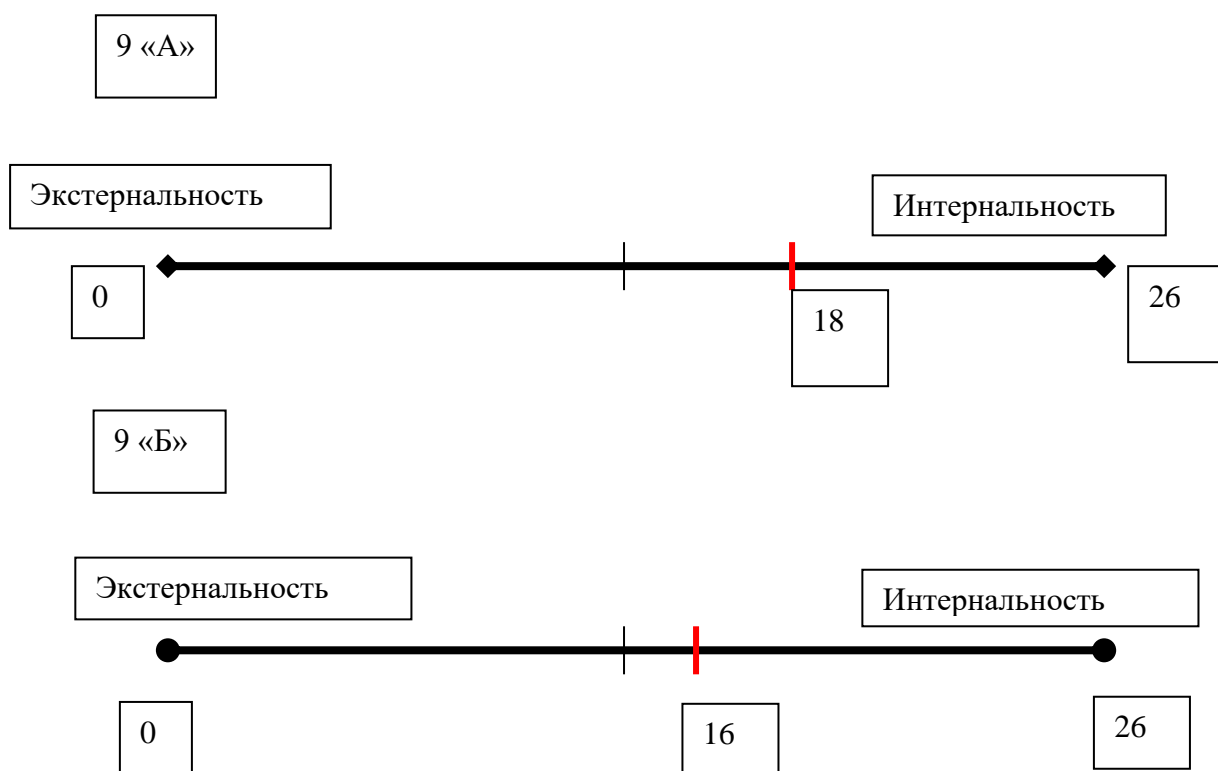 9 «А»
Экстернальность
Интернальность
0
18
26
9 «Б»
Экстернальность
Интернальность
0
16
26